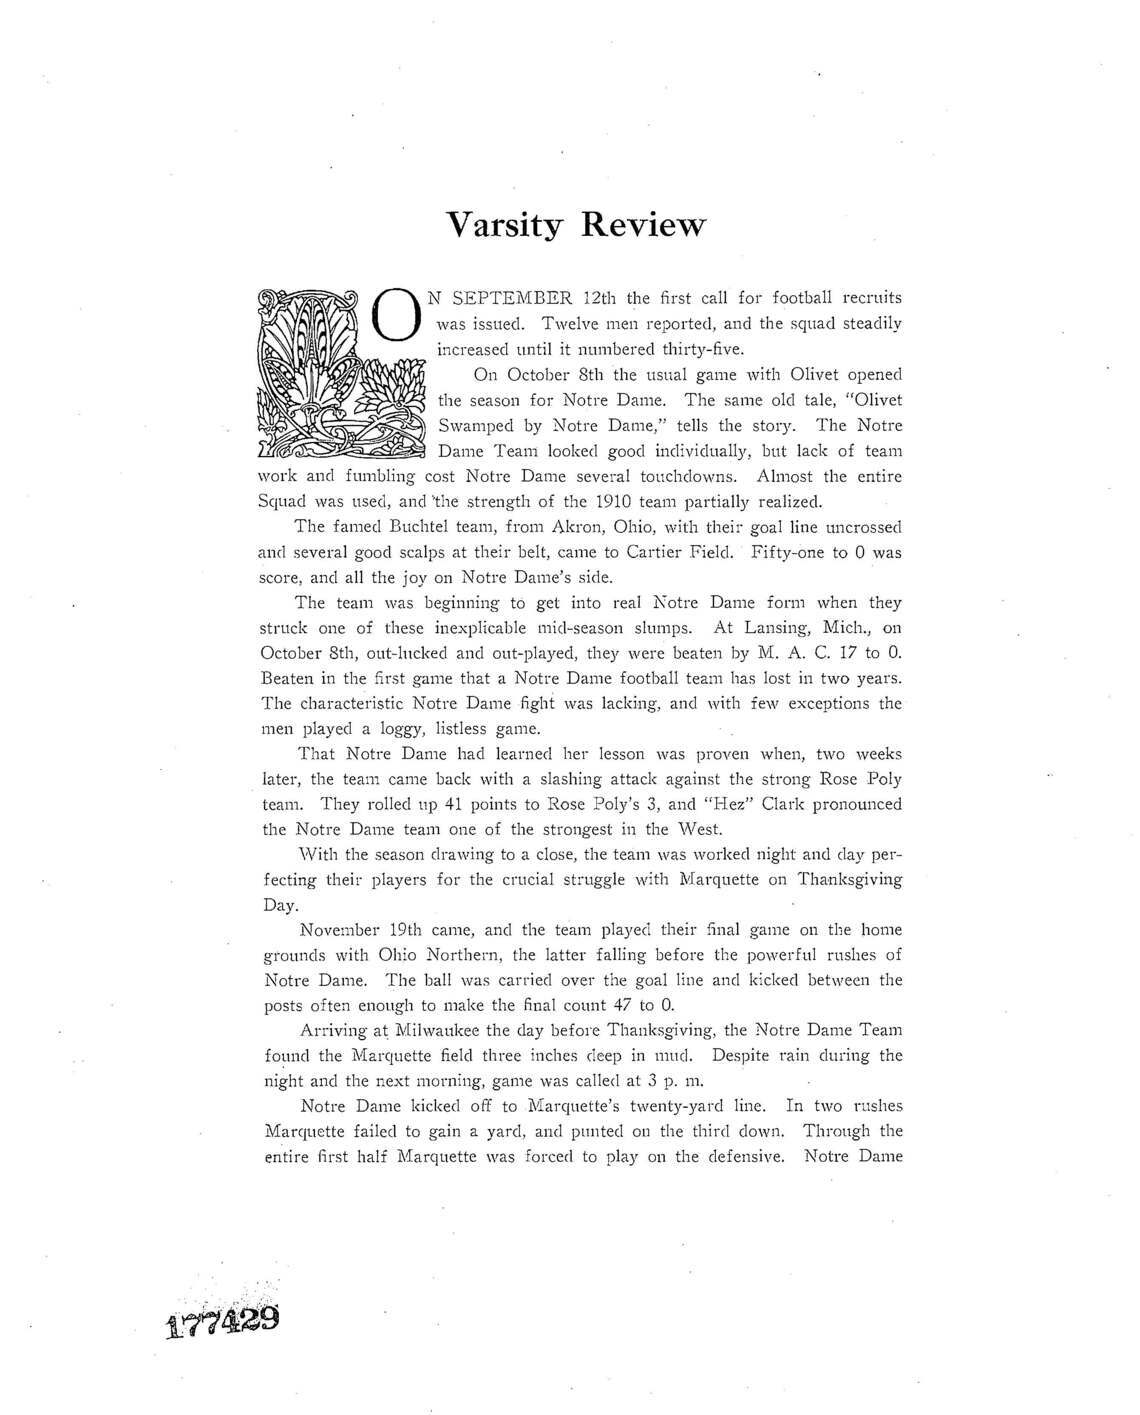 Varsity Review
ON SEPTEMBER 12th the first call for football recruits
was issued. Twelve men reported, and the squad steadily
increased until it numbered thirty-five.
On October 8th the usual game with Olivet opened
the season for Notre Dame. The same old tale, "Olivet
Swamped by Notre Dame," tells the story. The Notre
Dame Team looked good individually, but lack of team
work and fumbling cost Notre Dame several touchdowns. Almost the entire
Squad was used, and the strength of the 1910 team partially realized.
The famed Buchtel team, from Akron, Ohio, with their goal line uncrossed
and several good scalps at their belt, came to Cartier Field. Fifty-one to 0 was
score, and all the joy on Notre Dame's side.
The team was beginning to get into real Notre Dame form when they
struck one of these inexplicable mid-season slumps. At Lansing, Mich., on
October 8th, out-lucked and out-played, they were beaten by M. A. C. 17 to 0.
Beaten in the first game that a Notre Dame football team has lost in two years.
The characteristic Notre Dame fight was lacking, and with few exceptions the
men played a loggy, listless game.
That Notre Dame had learned her lesson was proven when, two weeks
later, the team came back with a slashing attack against the strong Rose Poly
team. They rolled up 41 points to Rose Poly's 3, and "Hez" Clark pronounced
the Notre Dame team one of the strongest in the West.
With the season drawing to a close, the team was worked night and day per-
fecting their players for the crucial struggle with Marquette on Thanksgiving
Day.
November 19th came, and the team played their final game on the home
grounds with Ohio Northern, the latter falling before the powerful rushes of
Notre Dame. The ball was carried over the goal line and kicked between the
posts often enough to make the final count 47 to 0.
Arriving at Milwaukee the day before Thanksgiving, the Notre Dame Team
found the Marquette field three inches deep in mud. Despite rain during the
night and the next morning, game was called at 3 p. m.
Notre Dame kicked off to Marquette's twenty-yard line. In two rushes
Marquette failed to gain a yard, and punted on the third down. Through the
entire first half Marquette was forced to play on the defensive. Notre Dame
177429